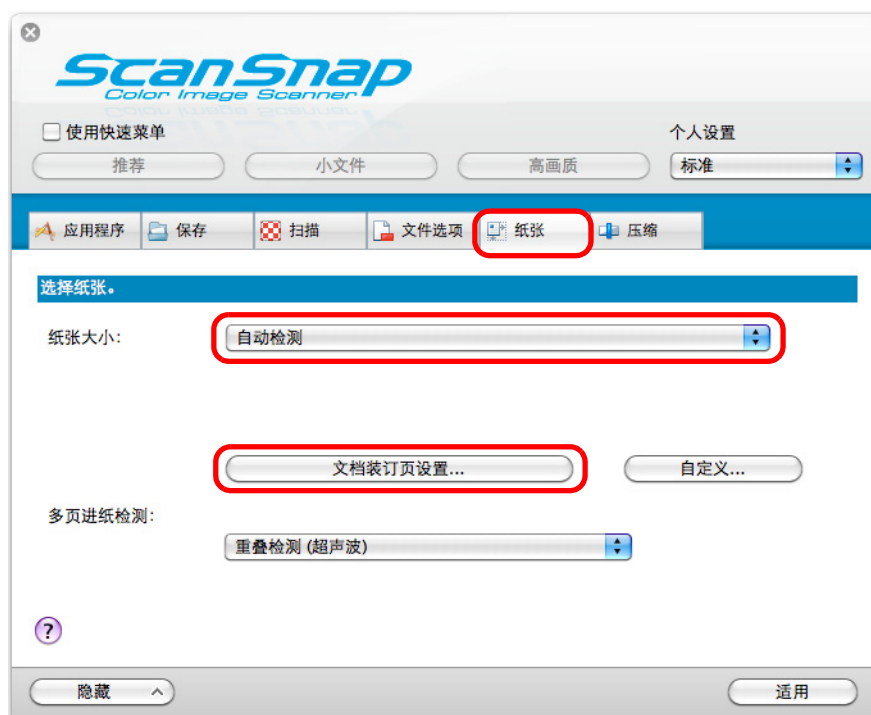 ScanSnap
Color Image Scanner
使用快速菜单
个人设置
推荐
小文件
高画质
标准
应用程序
保存
扫描
文件选项
纸张
压缩
选择纸张。
纸张大小:
自动检测
文档装订页设置...
自定义...
多页进纸检测:
重叠检测 (超声波)
?
隐藏
适用